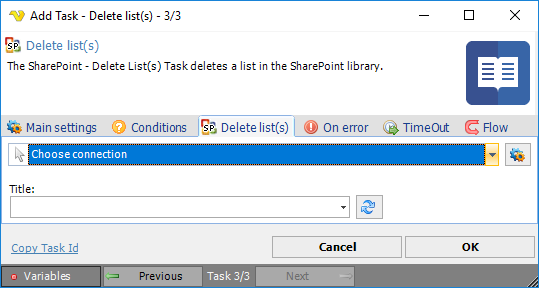 Add Task - Delete list(s) - 3/3
SP Delete list(s)
The SharePoint - Delete List(s) Task deletes a list in the SharePoint library.
Main settings Conditions SP Delete list(s) On error TimeOut Flow
Choose connection
Title:
Copy Task Id Cancel OK
Variables Previous Task 3/3 Next